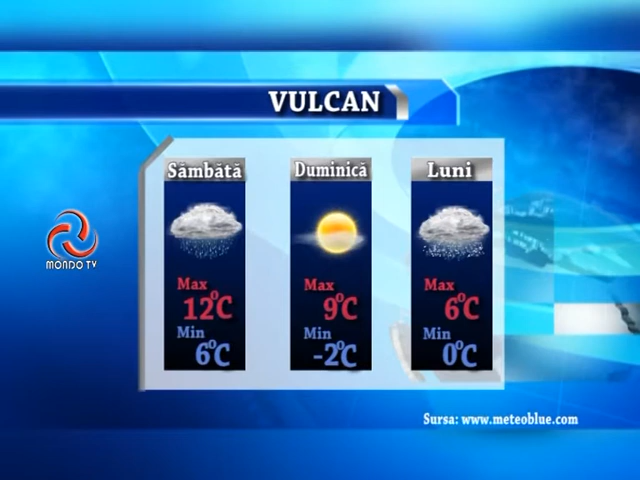 VULCAN
Sâmbătă
Duminică
Luni
Max
12°C
Min
6°C
Max
9°C
Min
-2°C
Max
6°C
Min
0°C
MONDO TV
Sursa: www.meteoblue.com